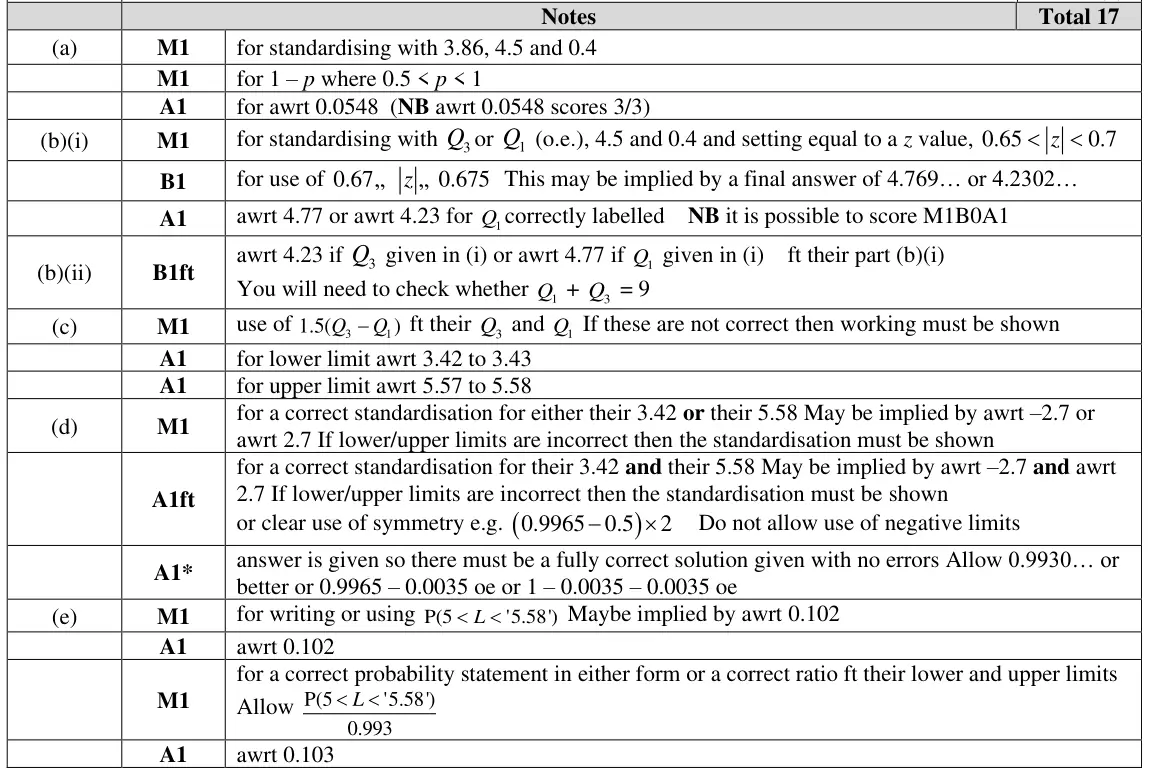 Notes Total 17
(a) M1 for standardising with 3.86, 4.5 and 0.4
M1 for 1 – p where 0.5 < p < 1
A1 for awrt 0.0548 (NB awrt 0.0548 scores 3/3)
(b)(i) M1 for standardising with Q₃ or Q₁ (o.e.), 4.5 and 0.4 and setting equal to a z value, 0.65 < |z| < 0.7
B1 for use of 0.67,, |z|,, 0.675 This may be implied by a final answer of 4.769… or 4.2302…
A1 awrt 4.77 or awrt 4.23 for Q₁ correctly labelled NB it is possible to score M1B0A1
(b)(ii) B1ft awrt 4.23 if Q₃ given in (i) or awrt 4.77 if Q₁ given in (i) ft their part (b)(i)
You will need to check whether Q₁ + Q₃ = 9
(c) M1 use of 1.5(Q₃ – Q₁) ft their Q₃ and Q₁ If these are not correct then working must be shown
A1 for lower limit awrt 3.42 to 3.43
A1 for upper limit awrt 5.57 to 5.58
(d) M1 for a correct standardisation for either their 3.42 or their 5.58 May be implied by awrt –2.7 or
awrt 2.7 If lower/upper limits are incorrect then the standardisation must be shown
A1ft for a correct standardisation for their 3.42 and their 5.58 May be implied by awrt –2.7 and awrt
2.7 If lower/upper limits are incorrect then the standardisation must be shown
or clear use of symmetry e.g. (0.9965 – 0.5) × 2 Do not allow use of negative limits
A1* answer is given so there must be a fully correct solution given with no errors Allow 0.9930… or
better or 0.9965 – 0.0035 oe or 1 – 0.0035 – 0.0035 oe
(e) M1 for writing or using P(5 < L < '5.58') Maybe implied by awrt 0.102
A1 awrt 0.102
M1 for a correct probability statement in either form or a correct ratio ft their lower and upper limits
Allow P(5 < L < '5.58')
0.993
A1 awrt 0.103